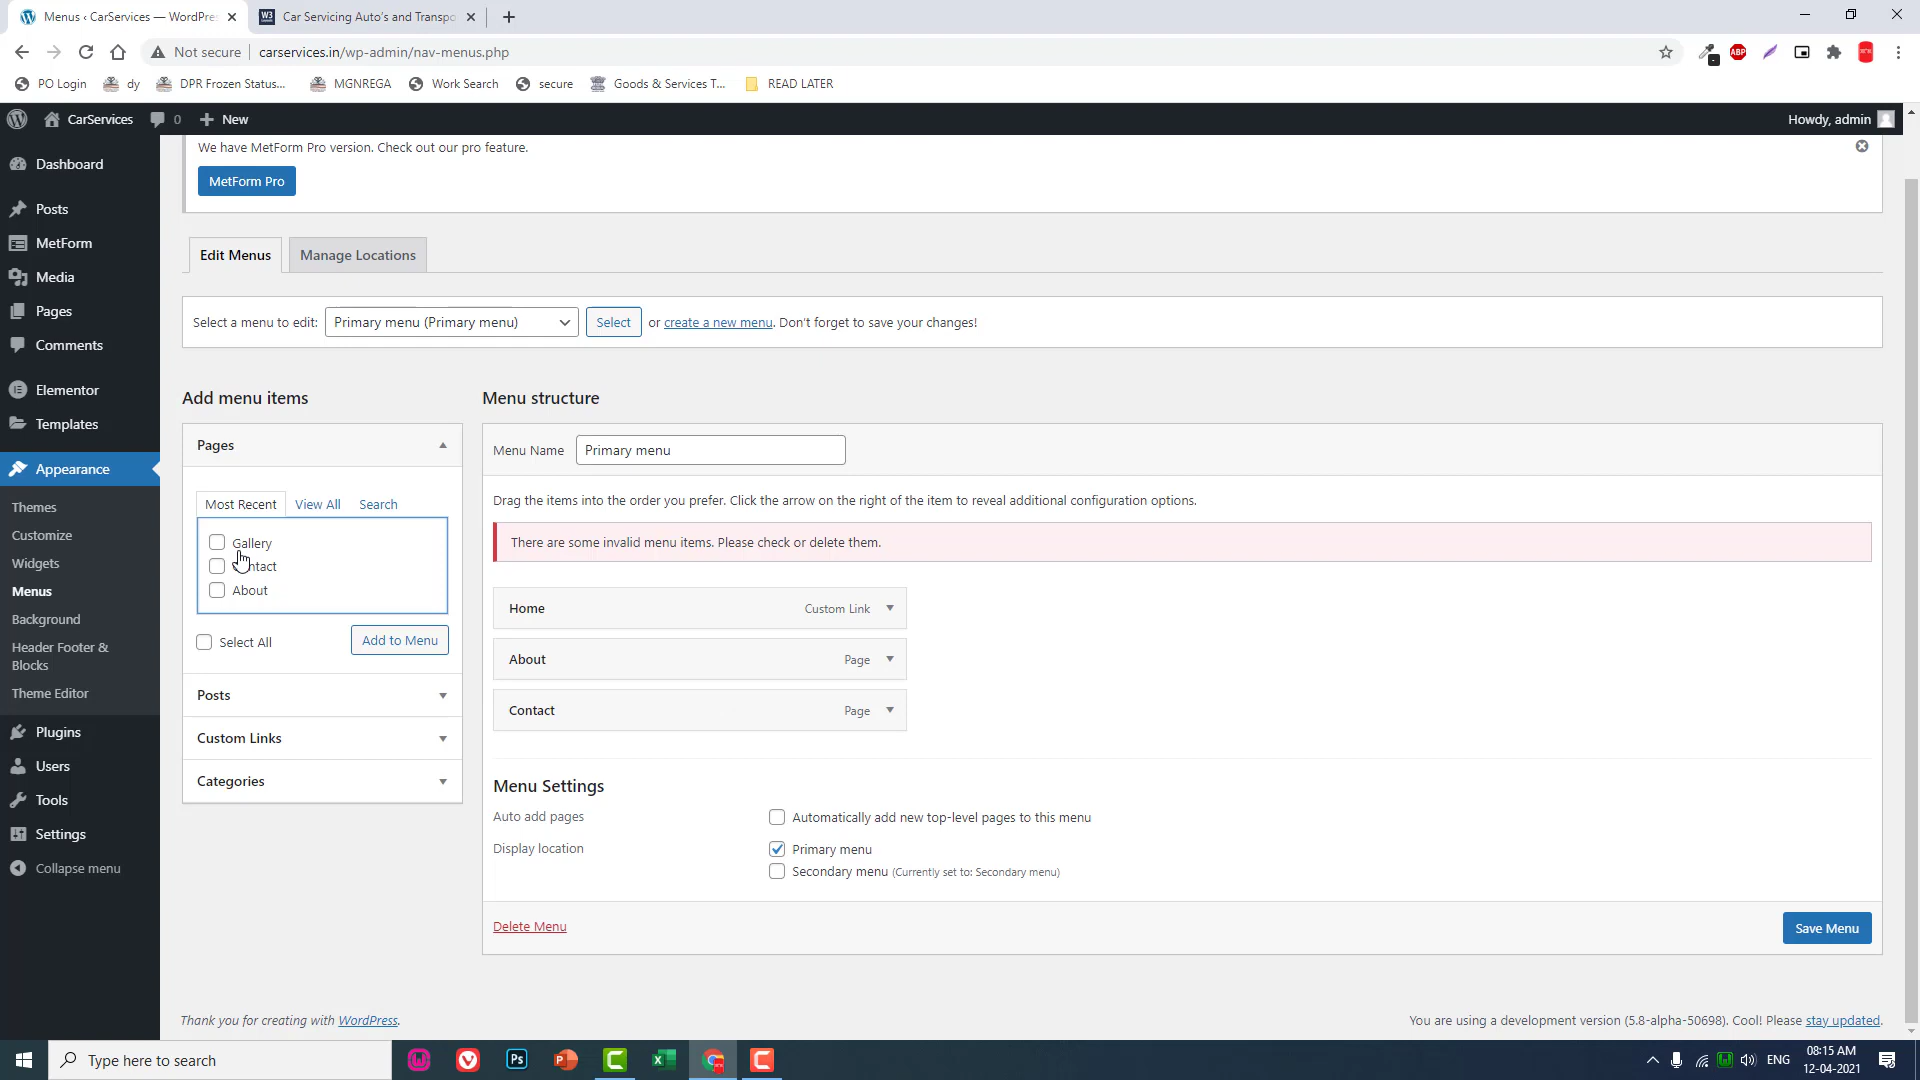 Menus ‹ CarServices — WordPre
Car Servicing Auto's and Transpo
Not secure
carservices.in/wp-admin/nav-menus.php
ABP
PO Login
dy
DPR Frozen Status...
MGNREGA
Work Search
secure
Goods & Services T...
READ LATER
CarServices
0
New
Howdy, admin
Dashboard
Posts
MetForm
Media
Pages
Comments
Elementor
Templates
Appearance
Themes
Customize
Widgets
Menus
Background
Header Footer &
Blocks
Theme Editor
Plugins
Users
Tools
Settings
Collapse menu
We have MetForm Pro version. Check out our pro feature.
MetForm Pro
Edit Menus
Manage Locations
Select a menu to edit:
Primary menu (Primary menu)
Select
or create a new menu. Don't forget to save your changes!
Add menu items
Pages
Most Recent
View All
Search
Gallery
ntact
About
Select All
Add to Menu
Posts
Custom Links
Categories
Menu structure
Menu Name
Primary menu
Drag the items into the order you prefer. Click the arrow on the right of the item to reveal additional configuration options.
There are some invalid menu items. Please check or delete them.
Home
Custom Link
About
Page
Contact
Page
Menu Settings
Auto add pages
Automatically add new top-level pages to this menu
Display location
Primary menu
Secondary menu (Currently set to: Secondary menu)
Delete Menu
Save Menu
Thank you for creating with WordPress.
You are using a development version (5.8-alpha-50698). Cool! Please stay updated.
Type here to search
Ps
ENG
08:15 AM
12-04-2021